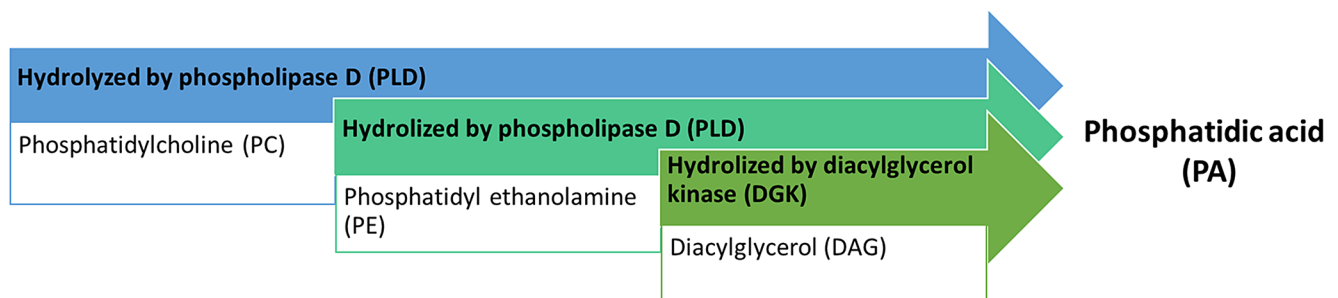 Hydrolyzed by phospholipase D (PLD)
Phosphatidylcholine (PC)
Hydrolized by phospholipase D (PLD)
Phosphatidyl ethanolamine
(PE)
Hydrolized by diacylglycerol
kinase (DGK)
Diacylglycerol (DAG)
Phosphatidic acid
(PA)